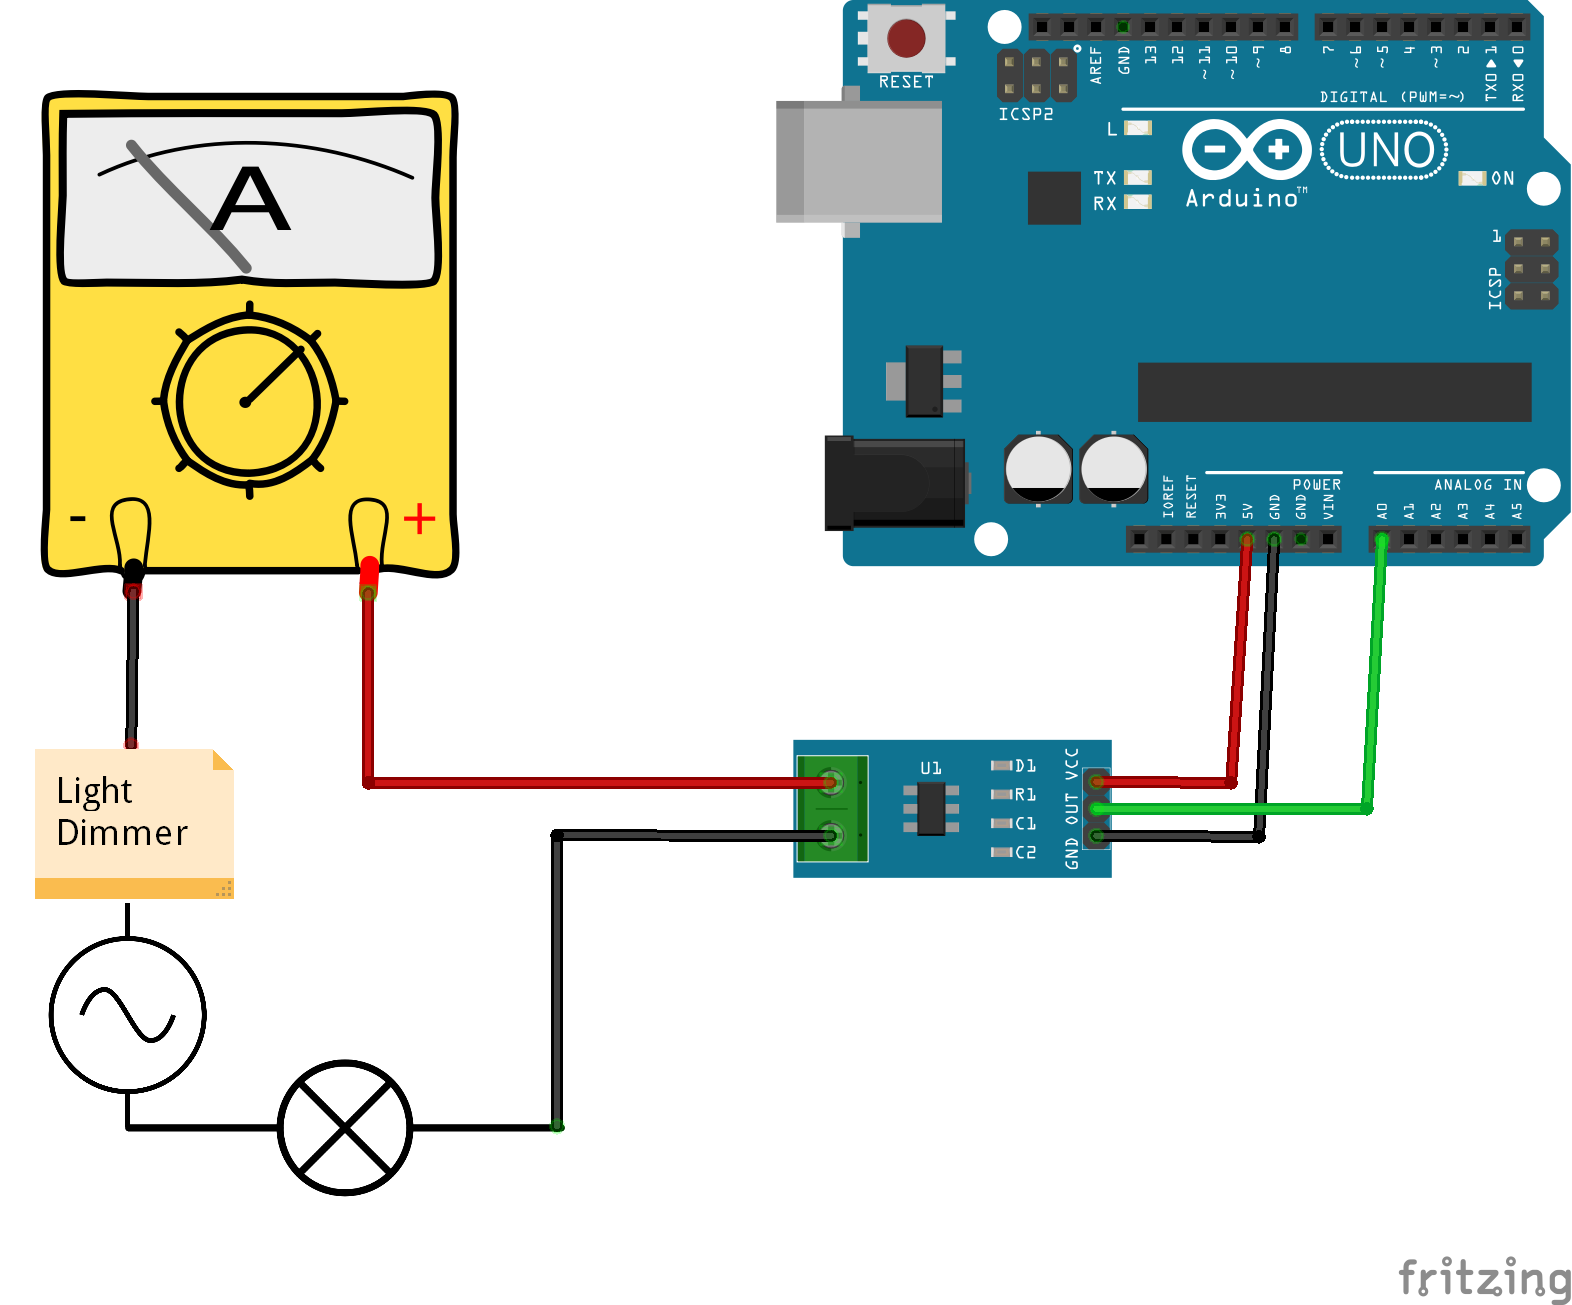 A
-
+
Light
Dimmer
RESET
ICSP2
AREF
GND
13
12
~11
~10
~9
8
7
~6
~5
4
~3
2
TX0 ▶ 1
RX0 ◀ 0
DIGITAL (PWM=~)
L
TX
RX
UNO
Arduino™
ON
1
ICSP
POWER
ANALOG IN
IOREF
RESET
3V3
5V
GND
GND
VIN
A0
A1
A2
A3
A4
A5
U1
D1
R1
C1
C2
VCC
OUT
GND
fritzing